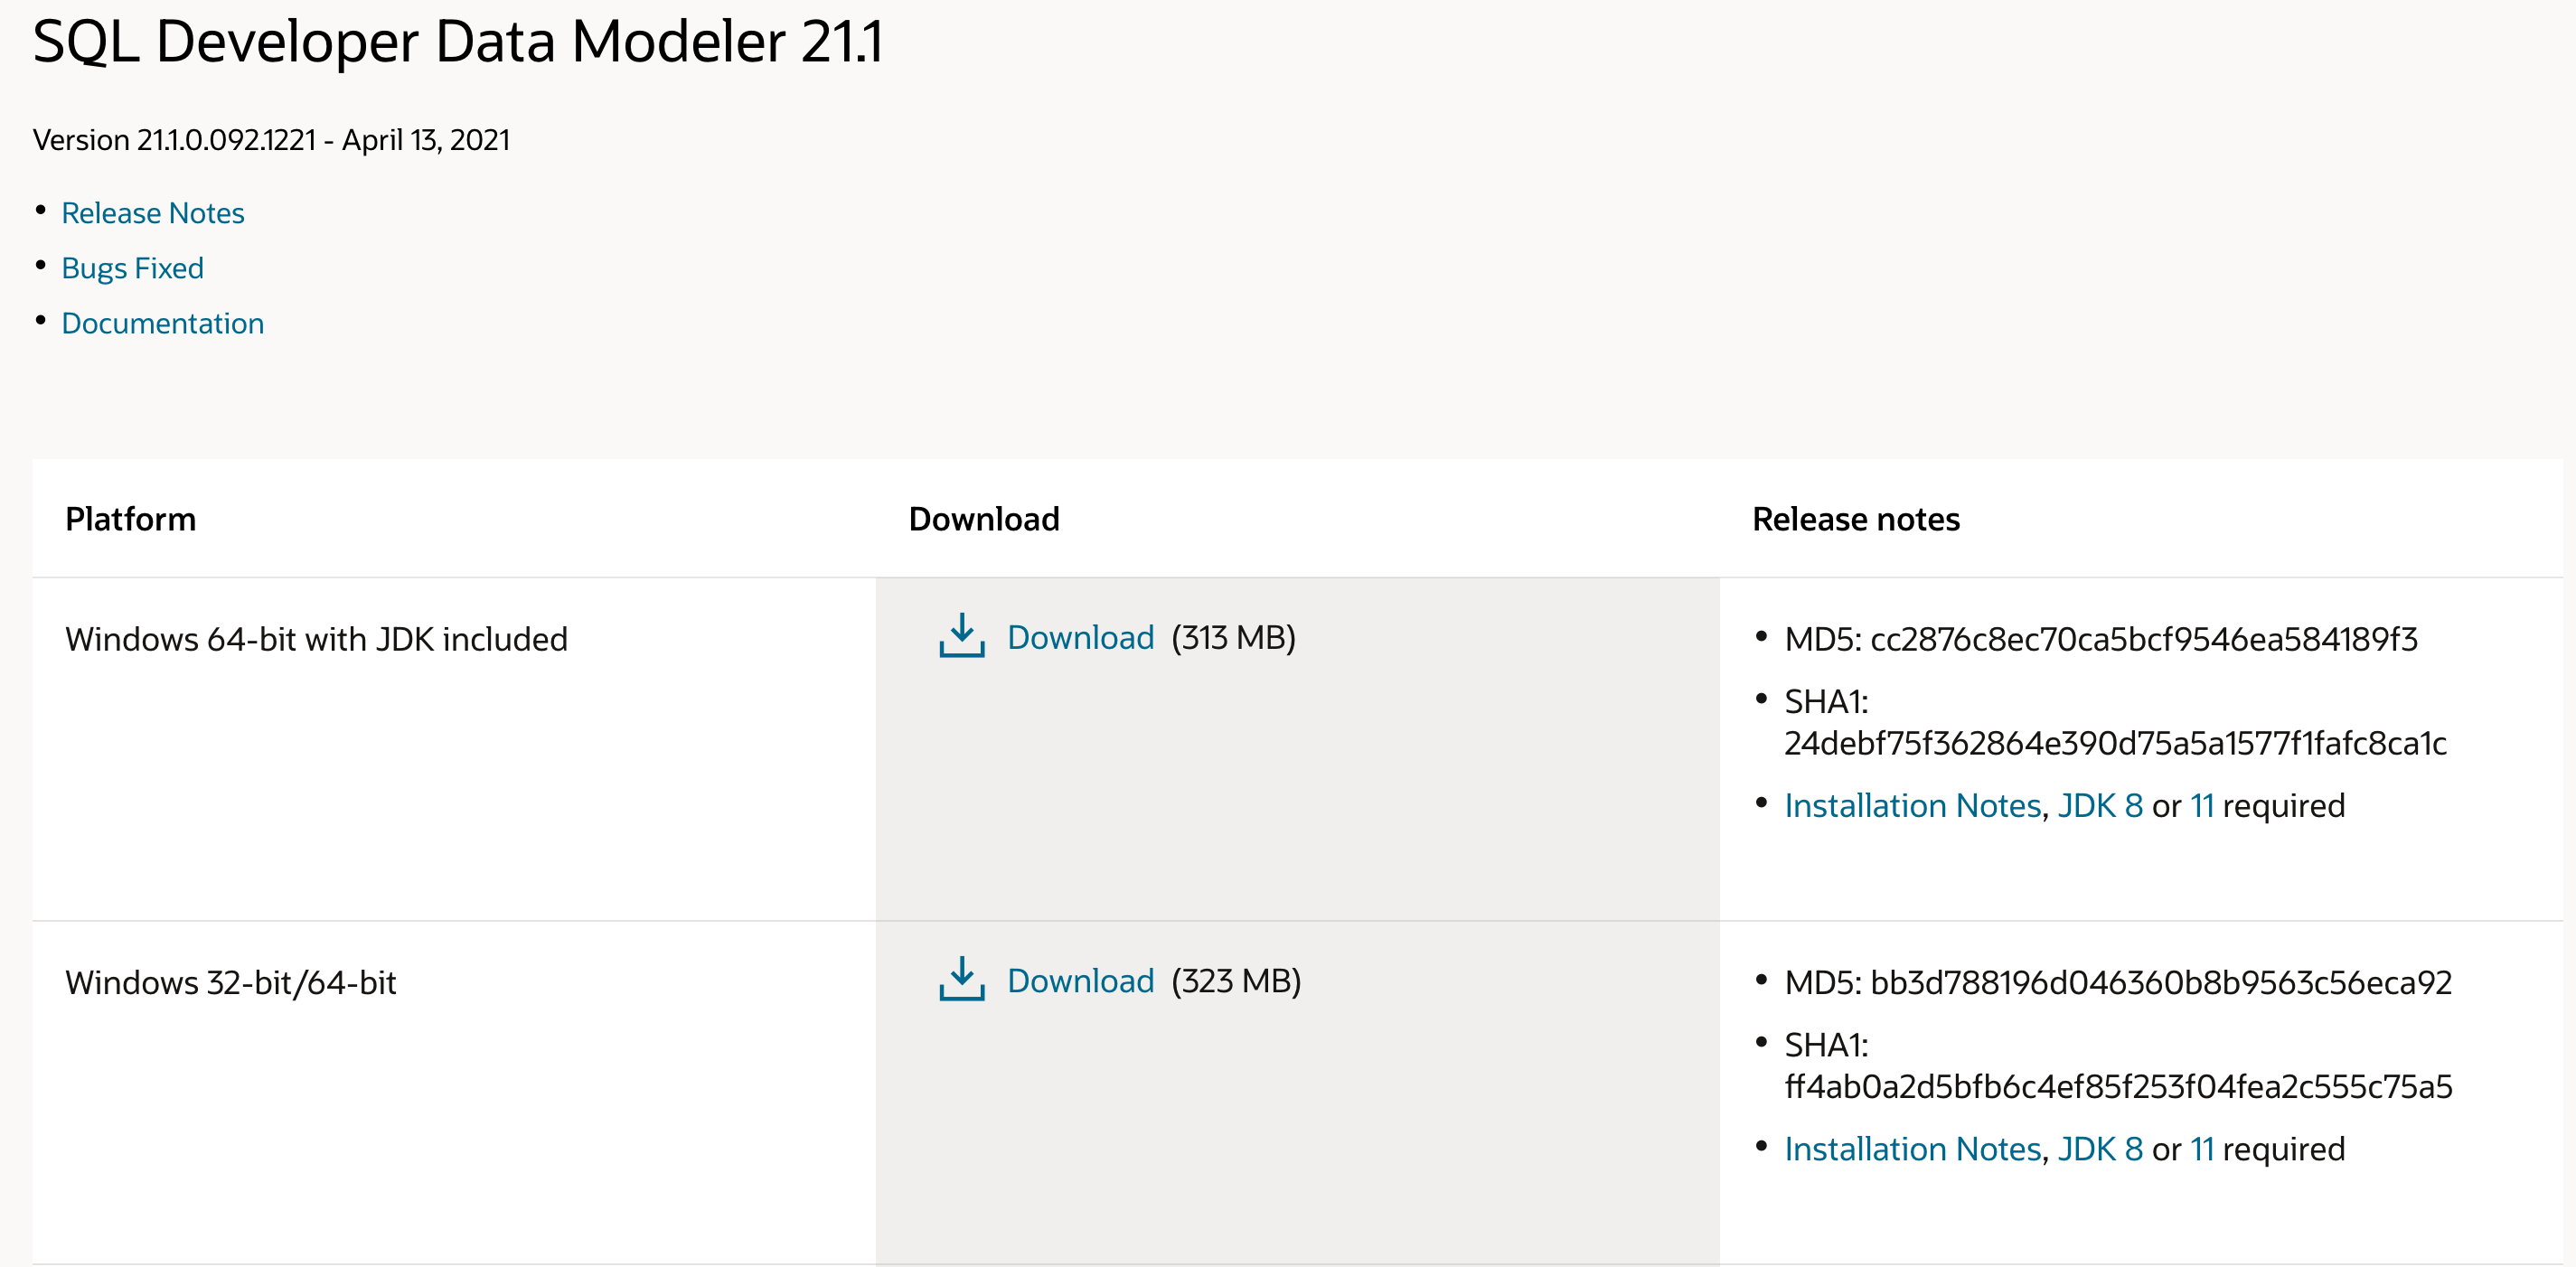 SQL Developer Data Modeler 21.1
Version 21.1.0.092.1221 - April 13, 2021
• Release Notes
• Bugs Fixed
• Documentation
Platform Download Release notes
Windows 64-bit with JDK included Download (313 MB)
• MD5: cc2876c8ec70ca5bcf9546ea584189f3
• SHA1:
24debf75f362864e390d75a5a1577f1fafc8ca1c
• Installation Notes, JDK 8 or 11 required
Windows 32-bit/64-bit Download (323 MB)
• MD5: bb3d788196d046360b8b9563c56eca92
• SHA1:
ff4ab0a2d5bfb6c4ef85f253f04fea2c555c75a5
• Installation Notes, JDK 8 or 11 required